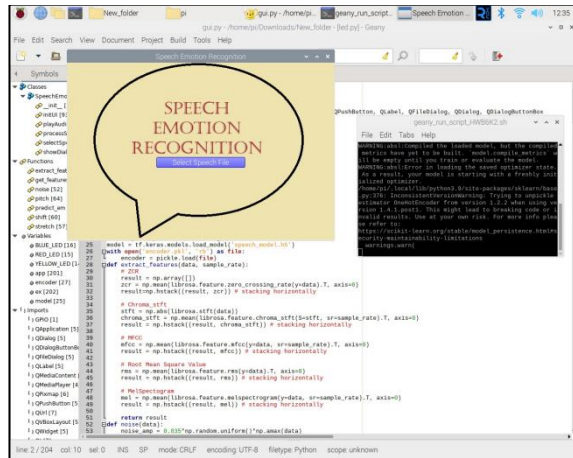 New_folder
pi
gui.py - /home/pi...
geany_run_script...
Speech Emotion ...
12:35
gui.py - /home/pi/Downloads/New_folder - [led.py] - Geany
File Edit Search View Document Project Build Tools Help
Speech Emotion Recognition
SPEECH
EMOTION
RECOGNITION
Select Speech File
Symbols
Classes
SpeechEmo
__init__ [
initUI [9
playAudi
processS
selectSp
showDial
Functions
extract_feat
get_feature
noise [52]
pitch [64]
predict_em
shift [60]
stretch [57]
Variables
BLUE_LED [16]
RED_LED [15]
YELLOW_LED [1
app [201]
encoder [27]
ex [202]
model [25]
Imports
GPIO [1]
QApplication [5]
QDialog [5]
QDialogButtonBo
QFileDialog [5]
QLabel [5]
QMediaContent [
QMediaPlayer [4
QPixmap [6]
QUrl [7]
QVBoxLayout [5
QWidget [5]
QPushButton, QLabel, QFileDialog, QDialog, QDialogButtonBox
geany_run_script_HWB6K2.sh
File Edit Tabs Help
WARNING:absl:Compiled the loaded model, but the compiled
metrics have yet to be built. `model.compile_metrics` w
ill be empty until you train or evaluate the model.
WARNING:absl:Error in loading the saved optimizer state.
As a result, your model is starting with a freshly init
ialized optimizer.
/home/pi/.local/lib/python3.9/site-packages/sklearn/base
.py:376: InconsistentVersionWarning: Trying to unpickle
estimator OneHotEncoder from version 1.2.2 when using ve
rsion 1.4.1.post1. This might lead to breaking code or i
nvalid results. Use at your own risk. For more info plea
se refer to:
https://scikit-learn.org/stable/model_persistence.html#s
ecurity-maintainability-limitations
warnings.warn(
25 model = tf.keras.models.load_model('speech_model.h5')
26 with open('encoder.pkl', 'rb') as file:
27 encoder = pickle.load(file)
28 def extract_features(data, sample_rate):
29 # ZCR
30 result = np.array([])
31 zcr = np.mean(librosa.feature.zero_crossing_rate(y=data).T, axis=0)
32 result=np.hstack((result, zcr)) # stacking horizontally
33
34 # Chroma_stft
35 stft = np.abs(librosa.stft(data))
36 chroma_stft = np.mean(librosa.feature.chroma_stft(S=stft, sr=sample_rate).T, axis=0)
37 result = np.hstack((result, chroma_stft)) # stacking horizontally
38
39 # MFCC
40 mfcc = np.mean(librosa.feature.mfcc(y=data, sr=sample_rate).T, axis=0)
41 result = np.hstack((result, mfcc)) # stacking horizontally
42
43 # Root Mean Square Value
44 rms = np.mean(librosa.feature.rms(y=data).T, axis=0)
45 result = np.hstack((result, rms)) # stacking horizontally
46
47 # MelSpectogram
48 mel = np.mean(librosa.feature.melspectrogram(y=data, sr=sample_rate).T, axis=0)
49 result = np.hstack((result, mel)) # stacking horizontally
50
51 return result
52 def noise(data):
53 noise_amp = 0.035*np.random.uniform()*np.amax(data)
line: 2 / 204 col: 10 sel: 0 INS SP mode: CRLF encoding: UTF-8 filetype: Python scope: unknown